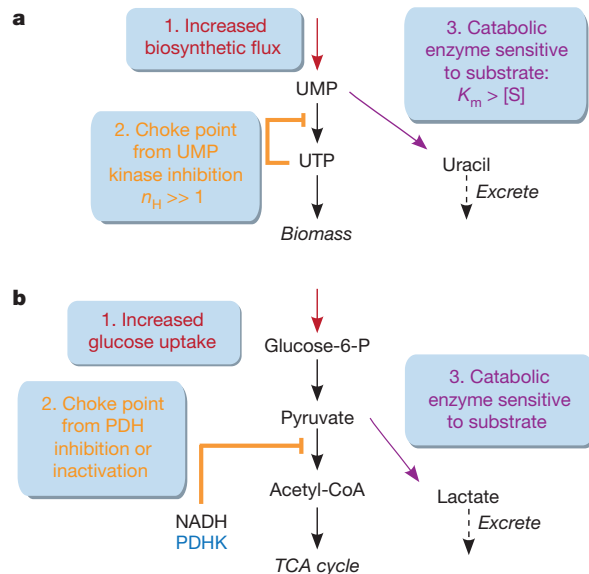 a
1. Increased
biosynthetic flux
3. Catabolic
enzyme sensitive
to substrate:
Km > [S]
UMP
2. Choke point
from UMP
kinase inhibition
nH >> 1
UTP
Uracil
Excrete
Biomass
b
1. Increased
glucose uptake
Glucose-6-P
2. Choke point
from PDH
inhibition or
inactivation
3. Catabolic
enzyme sensitive
to substrate
Pyruvate
Acetyl-CoA
Lactate
Excrete
NADH
PDHK
TCA cycle